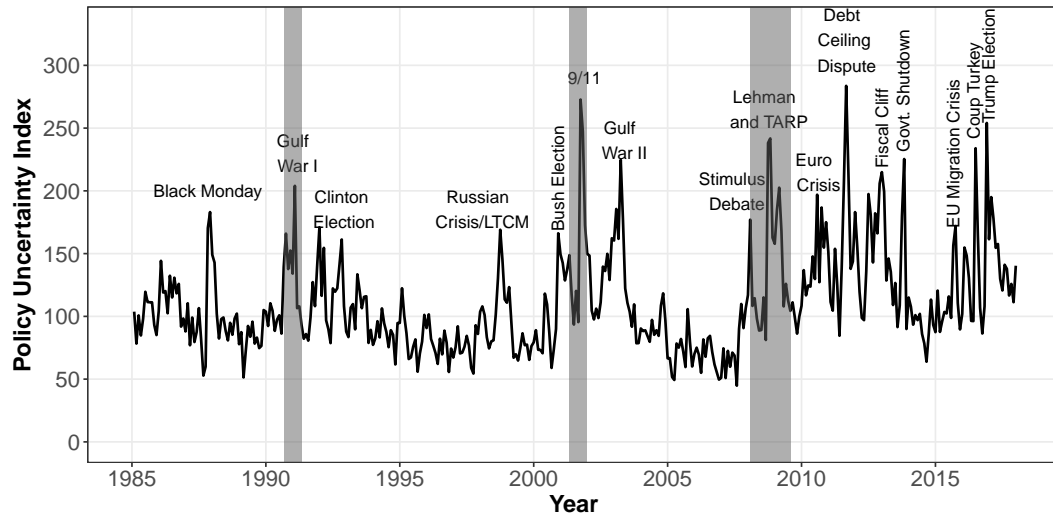 Policy Uncertainty Index
300
250
200
150
100
50
0
Black Monday
Gulf
War I
Clinton
Election
Russian
Crisis/LTCM
Bush Election
9/11
Gulf
War II
Stimulus
Debate
Lehman
and TARP
Euro
Crisis
Debt
Ceiling
Dispute
Fiscal Cliff
Govt. Shutdown
EU Migration Crisis
Coup Turkey
Trump Election
1985 1990 1995 2000 2005 2010 2015
Year